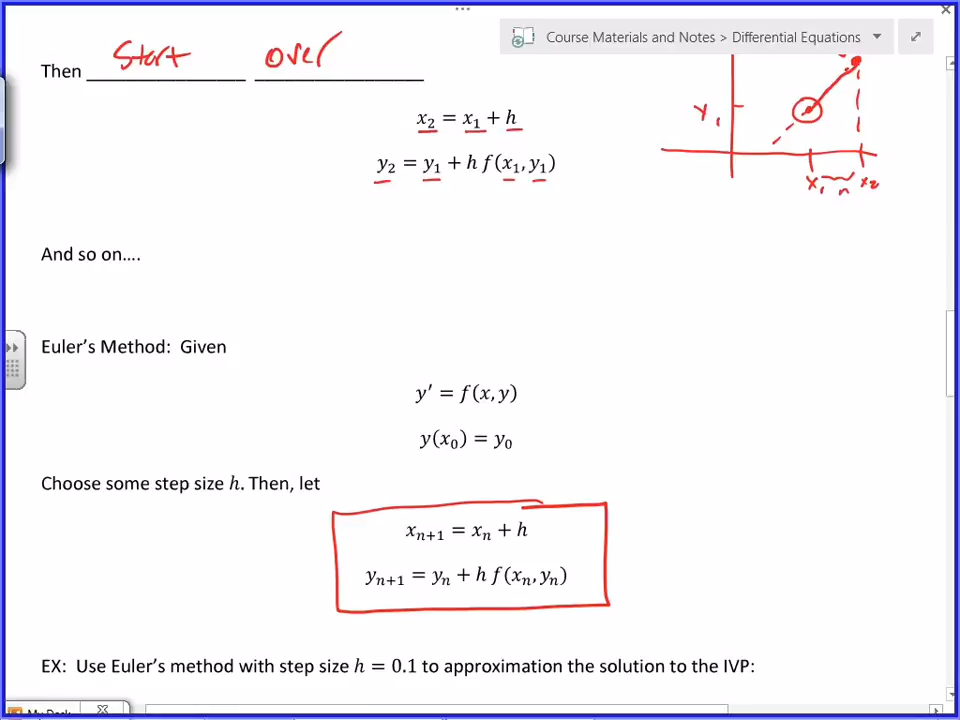 Course Materials and Notes > Differential Equations
Then Start Over
x₂ = x₁ + h
y₂ = y₁ + h f(x₁, y₁)
y₁
x₁ h x₂
And so on....
Euler's Method: Given
y′ = f(x, y)
y(x₀) = y₀
Choose some step size h. Then, let
xₙ₊₁ = xₙ + h
yₙ₊₁ = yₙ + h f(xₙ, yₙ)
EX: Use Euler's method with step size h = 0.1 to approximation the solution to the IVP: